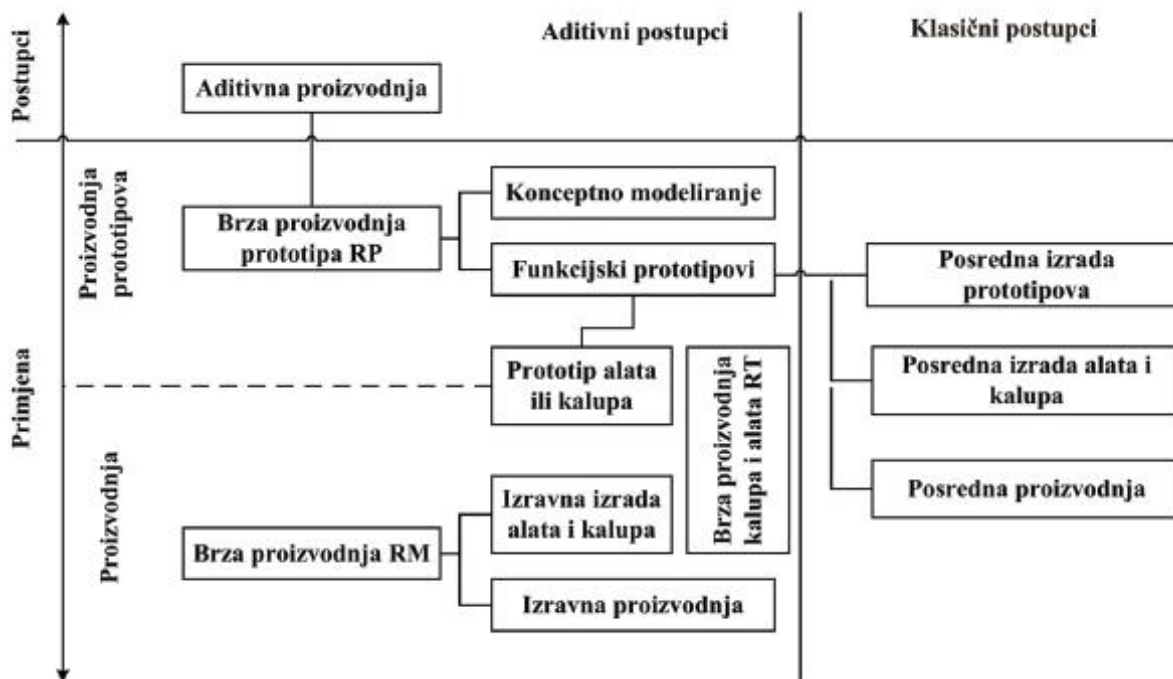 Aditivni postupci
Klasični postupci
Postupci
Aditivna proizvodnja
Primjena
Proizvodnja
prototipova
Brza proizvodnja
prototipa RP
Konceptno modeliranje
Funkcijski prototipovi
Posredna izrada
prototipova
Prototip alata
ili kalupa
Brza proizvodnja
kalupa i alata RT
Posredna izrada alata i
kalupa
Proizvodnja
Brza proizvodnja RM
Izravna izrada
alata i kalupa
Izravna proizvodnja
Posredna proizvodnja